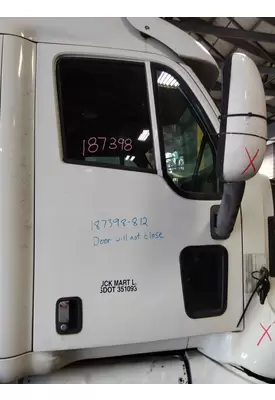 187398
187398-812
Door will not close
JCK MART L.
SDOT 351093